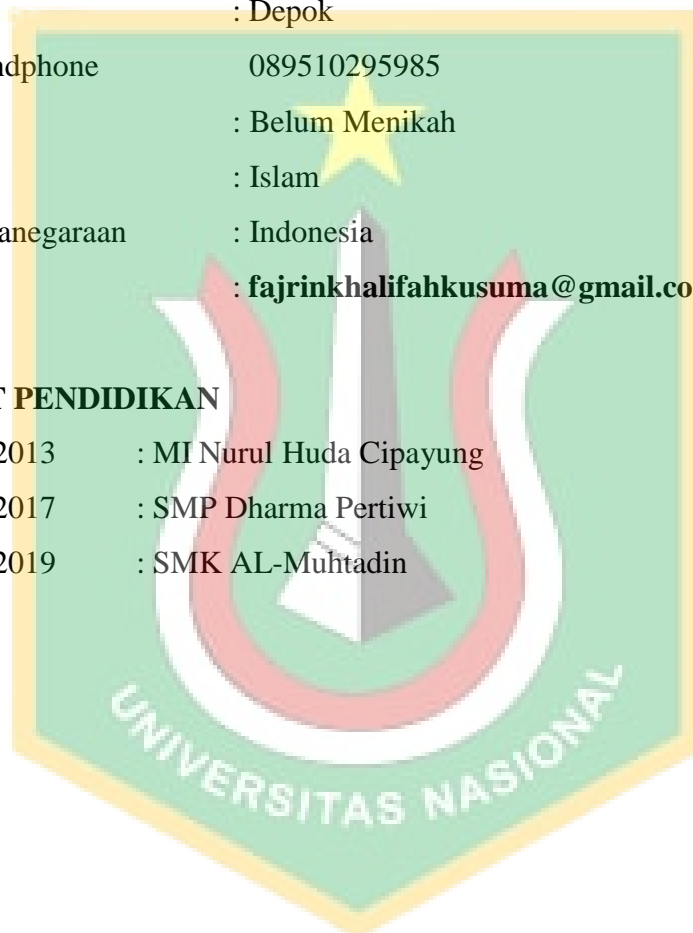 : Depok
ndphone 089510295985
: Belum Menikah
: Islam
anegaraan : Indonesia
: fajrinkhalifahkusuma@gmail.co
T PENDIDIKAN
2013 : MI Nurul Huda Cipayung
2017 : SMP Dharma Pertiwi
2019 : SMK AL-Muhtadin
UNIVERSITAS NASIONAL